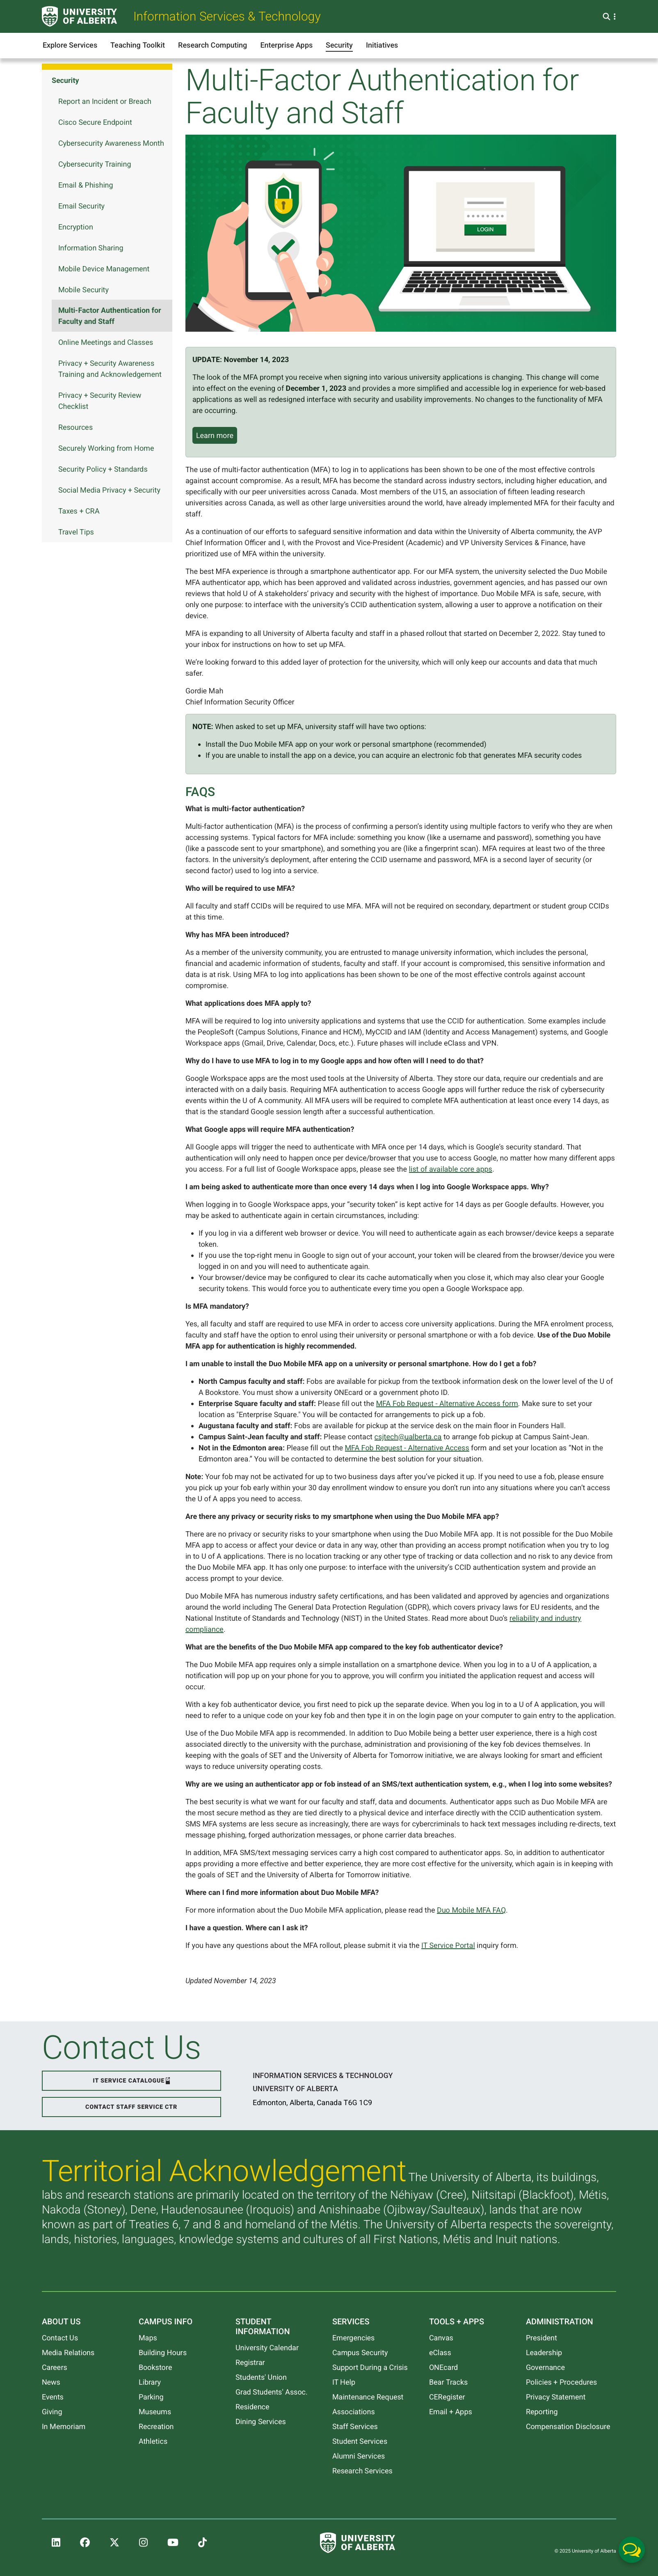 UNIVERSITY
OF ALBERTA
Information Services & Technology
Explore Services
Teaching Toolkit
Research Computing
Enterprise Apps
Security
Initiatives
Security
Report an Incident or Breach
Cisco Secure Endpoint
Cybersecurity Awareness Month
Cybersecurity Training
Email & Phishing
Email Security
Encryption
Information Sharing
Mobile Device Management
Mobile Security
Multi-Factor Authentication for
Faculty and Staff
Online Meetings and Classes
Privacy + Security Awareness
Training and Acknowledgement
Privacy + Security Review
Checklist
Resources
Securely Working from Home
Security Policy + Standards
Social Media Privacy + Security
Taxes + CRA
Travel Tips
Multi-Factor Authentication for
Faculty and Staff
LOGIN
UPDATE: November 14, 2023
The look of the MFA prompt you receive when signing into various university applications is changing. This change will come
into effect on the evening of December 1, 2023 and provides a more simplified and accessible log in experience for web-based
applications as well as redesigned interface with security and usability improvements. No changes to the functionality of MFA
are occurring.
Learn more
The use of multi-factor authentication (MFA) to log in to applications has been shown to be one of the most effective controls
against account compromise. As a result, MFA has become the standard across industry sectors, including higher education, and
specifically with our peer universities across Canada. Most members of the U15, an association of fifteen leading research
universities across Canada, as well as other large universities around the world, have already implemented MFA for their faculty and
staff.
As a continuation of our efforts to safeguard sensitive information and data within the University of Alberta community, the AVP
Chief Information Officer and I, with the Provost and Vice-President (Academic) and VP University Services & Finance, have
prioritized use of MFA within the university.
The best MFA experience is through a smartphone authenticator app. For our MFA system, the university selected the Duo Mobile
MFA authenticator app, which has been approved and validated across industries, government agencies, and has passed our own
reviews that hold U of A stakeholders' privacy and security with the highest of importance. Duo Mobile MFA is safe, secure, with
only one purpose: to interface with the university's CCID authentication system, allowing a user to approve a notification on their
device.
MFA is expanding to all University of Alberta faculty and staff in a phased rollout that started on December 2, 2022. Stay tuned to
your inbox for instructions on how to set up MFA.
We're looking forward to this added layer of protection for the university, which will only keep our accounts and data that much
safer.
Gordie Mah
Chief Information Security Officer
NOTE: When asked to set up MFA, university staff will have two options:
• Install the Duo Mobile MFA app on your work or personal smartphone (recommended)
• If you are unable to install the app on a device, you can acquire an electronic fob that generates MFA security codes
FAQS
What is multi-factor authentication?
Multi-factor authentication (MFA) is the process of confirming a person's identity using multiple factors to verify who they are when
accessing systems. Typical factors for MFA include: something you know (like a username and password), something you have
(like a passcode sent to your smartphone), and something you are (like a fingerprint scan). MFA requires at least two of the three
factors. In the university's deployment, after entering the CCID username and password, MFA is a second layer of security (or
second factor) used to log into a service.
Who will be required to use MFA?
All faculty and staff CCIDs will be required to use MFA. MFA will not be required on secondary, department or student group CCIDs
at this time.
Why has MFA been introduced?
As a member of the university community, you are entrusted to manage university information, which includes the personal,
financial and academic information of students, faculty and staff. If your account is compromised, this sensitive information and
data is at risk. Using MFA to log into applications has been shown to be one of the most effective controls against account
compromise.
What applications does MFA apply to?
MFA will be required to log into university applications and systems that use the CCID for authentication. Some examples include
the PeopleSoft (Campus Solutions, Finance and HCM), MyCCID and IAM (Identity and Access Management) systems, and Google
Workspace apps (Gmail, Drive, Calendar, Docs, etc.). Future phases will include eClass and VPN.
Why do I have to use MFA to log in to my Google apps and how often will I need to do that?
Google Workspace apps are the most used tools at the University of Alberta. They store our data, require our credentials and are
interacted with on a daily basis. Requiring MFA authentication to access Google apps will further reduce the risk of cybersecurity
events within the U of A community. All MFA users will be required to complete MFA authentication at least once every 14 days, as
that is the standard Google session length after a successful authentication.
What Google apps will require MFA authentication?
All Google apps will trigger the need to authenticate with MFA once per 14 days, which is Google's security standard. That
authentication will only need to happen once per device/browser that you use to access Google, no matter how many different apps
you access. For a full list of Google Workspace apps, please see the list of available core apps.
I am being asked to authenticate more than once every 14 days when I log into Google Workspace apps. Why?
When logging in to Google Workspace apps, your "security token" is kept active for 14 days as per Google defaults. However, you
may be asked to authenticate again in certain circumstances, including:
• If you log in via a different web browser or device. You will need to authenticate again as each browser/device keeps a separate
token.
• If you use the top-right menu in Google to sign out of your account, your token will be cleared from the browser/device you were
logged in on and you will need to authenticate again.
• Your browser/device may be configured to clear its cache automatically when you close it, which may also clear your Google
security tokens. This would force you to authenticate every time you open a Google Workspace app.
Is MFA mandatory?
Yes, all faculty and staff are required to use MFA in order to access core university applications. During the MFA enrolment process,
faculty and staff have the option to enrol using their university or personal smartphone or with a fob device. Use of the Duo Mobile
MFA app for authentication is highly recommended.
I am unable to install the Duo Mobile MFA app on a university or personal smartphone. How do I get a fob?
• North Campus faculty and staff: Fobs are available for pickup from the textbook information desk on the lower level of the U of
A Bookstore. You must show a university ONEcard or a government photo ID.
• Enterprise Square faculty and staff: Please fill out the MFA Fob Request - Alternative Access form. Make sure to set your
location as "Enterprise Square." You will be contacted for arrangements to pick up a fob.
• Augustana faculty and staff: Fobs are available for pickup at the service desk on the main floor in Founders Hall.
• Campus Saint-Jean faculty and staff: Please contact csjtech@ualberta.ca to arrange fob pickup at Campus Saint-Jean.
• Not in the Edmonton area: Please fill out the MFA Fob Request - Alternative Access form and set your location as "Not in the
Edmonton area." You will be contacted to determine the best solution for your situation.
Note: Your fob may not be activated for up to two business days after you've picked it up. If you need to use a fob, please ensure
you pick up your fob early within your 30 day enrollment window to ensure you don't run into any situations where you can't access
the U of A apps you need to access.
Are there any privacy or security risks to my smartphone when using the Duo Mobile MFA app?
There are no privacy or security risks to your smartphone when using the Duo Mobile MFA app. It is not possible for the Duo Mobile
MFA app to access or affect your device or data in any way, other than providing an access prompt notification when you try to log
in to U of A applications. There is no location tracking or any other type of tracking or data collection and no risk to any device from
the Duo Mobile MFA app. It has only one purpose: to interface with the university's CCID authentication system and provide an
access prompt to your device.
Duo Mobile MFA has numerous industry safety certifications, and has been validated and approved by agencies and organizations
around the world including The General Data Protection Regulation (GDPR), which covers privacy laws for EU residents, and the
National Institute of Standards and Technology (NIST) in the United States. Read more about Duo's reliability and industry
compliance.
What are the benefits of the Duo Mobile MFA app compared to the key fob authenticator device?
The Duo Mobile MFA app requires only a simple installation on a smartphone device. When you log in to a U of A application, a
notification will pop up on your phone for you to approve, you will confirm you initiated the application request and access will
occur.
With a key fob authenticator device, you first need to pick up the separate device. When you log in to a U of A application, you will
need to refer to a unique code on your key fob and then type it in on the login page on your computer to gain entry to the application.
Use of the Duo Mobile MFA app is recommended. In addition to Duo Mobile being a better user experience, there is a high cost
associated directly to the university with the purchase, administration and provisioning of the key fob devices themselves. In
keeping with the goals of SET and the University of Alberta for Tomorrow initiative, we are always looking for smart and efficient
ways to reduce university operating costs.
Why are we using an authenticator app or fob instead of an SMS/text authentication system, e.g., when I log into some websites?
The best security is what we want for our faculty and staff, data and documents. Authenticator apps such as Duo Mobile MFA are
the most secure method as they are tied directly to a physical device and interface directly with the CCID authentication system.
SMS MFA systems are less secure as increasingly, there are ways for cybercriminals to hack text messages including re-directs, text
message phishing, forged authorization messages, or phone carrier data breaches.
In addition, MFA SMS/text messaging services carry a high cost compared to authenticator apps. So, in addition to authenticator
apps providing a more effective and better experience, they are more cost effective for the university, which again is in keeping with
the goals of SET and the University of Alberta for Tomorrow initiative.
Where can I find more information about Duo Mobile MFA?
For more information about the Duo Mobile MFA application, please read the Duo Mobile MFA FAQ.
I have a question. Where can I ask it?
If you have any questions about the MFA rollout, please submit it via the IT Service Portal inquiry form.
Updated November 14, 2023
Contact Us
IT SERVICE CATALOGUE
CONTACT STAFF SERVICE CTR
INFORMATION SERVICES & TECHNOLOGY
UNIVERSITY OF ALBERTA
Edmonton, Alberta, Canada T6G 1C9
Territorial Acknowledgement The University of Alberta, its buildings,
labs and research stations are primarily located on the territory of the Néhiyaw (Cree), Niitsitapi (Blackfoot), Métis,
Nakoda (Stoney), Dene, Haudenosaunee (Iroquois) and Anishinaabe (Ojibway/Saulteaux), lands that are now
known as part of Treaties 6, 7 and 8 and homeland of the Métis. The University of Alberta respects the sovereignty,
lands, histories, languages, knowledge systems and cultures of all First Nations, Métis and Inuit nations.
ABOUT US
Contact Us
Media Relations
Careers
News
Events
Giving
In Memoriam
CAMPUS INFO
Maps
Building Hours
Bookstore
Library
Parking
Museums
Recreation
Athletics
STUDENT
INFORMATION
University Calendar
Registrar
Students' Union
Grad Students' Assoc.
Residence
Dining Services
SERVICES
Emergencies
Campus Security
Support During a Crisis
IT Help
Maintenance Request
Associations
Staff Services
Student Services
Alumni Services
Research Services
TOOLS + APPS
Canvas
eClass
ONEcard
Bear Tracks
CERegister
Email + Apps
ADMINISTRATION
President
Leadership
Governance
Policies + Procedures
Privacy Statement
Reporting
Compensation Disclosure
UNIVERSITY
OF ALBERTA
© 2025 University of Alberta